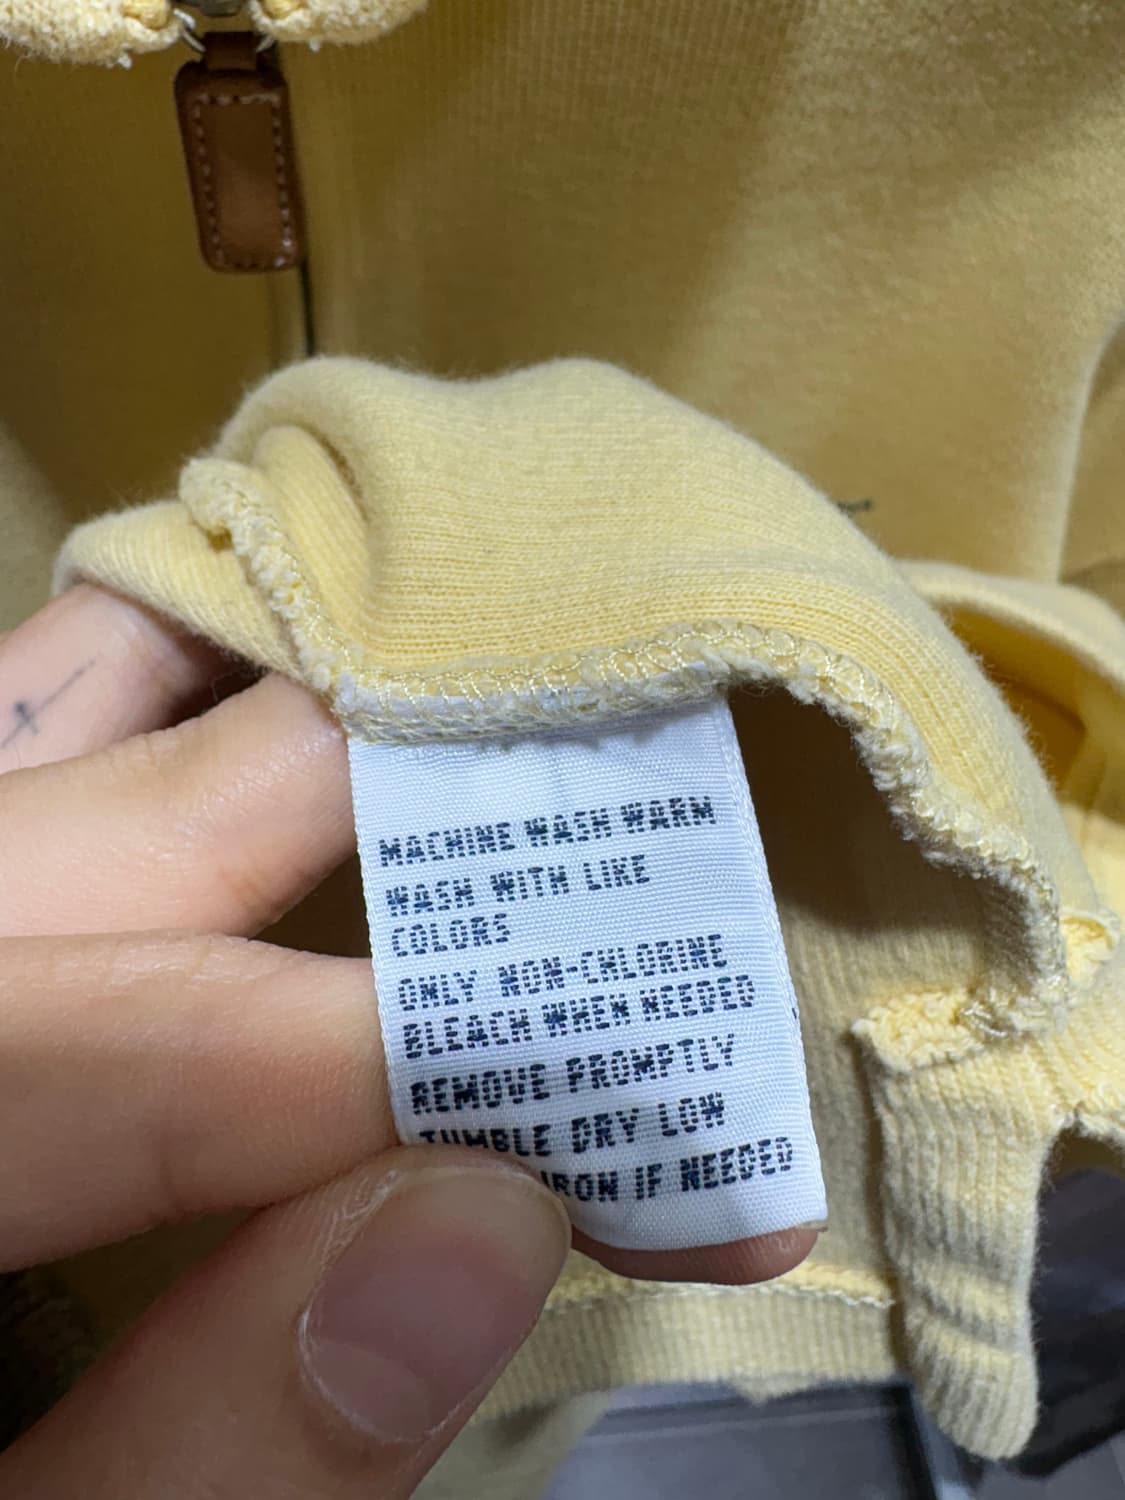 MACHINE WASH WARM
WASH WITH LIKE
COLORS
ONLY NON-CHLORINE
BLEACH WHEN NEEDED
REMOVE PROMPTLY
TUMBLE DRY LOW
IRON IF NEEDED